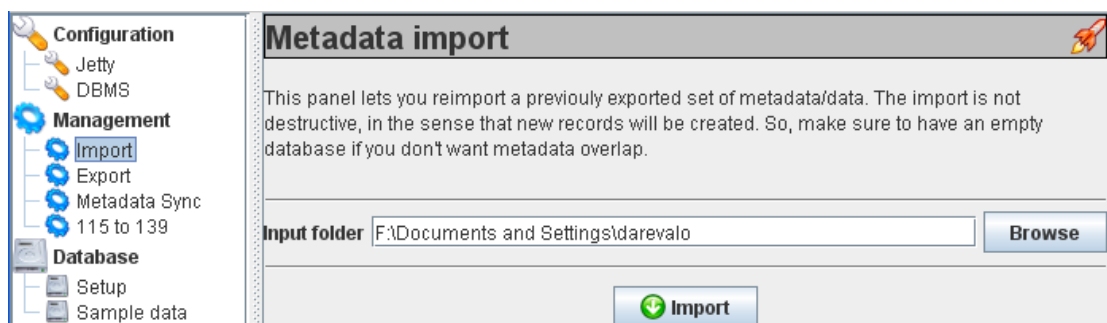 Configuration
Jetty
DBMS
Management
Import
Export
Metadata Sync
115 to 139
Database
Setup
Sample data
Metadata import
This panel lets you reimport a previouly exported set of metadata/data. The import is not
destructive, in the sense that new records will be created. So, make sure to have an empty
database if you don't want metadata overlap.
Input folder F:\Documents and Settings\darevalo Browse
Import